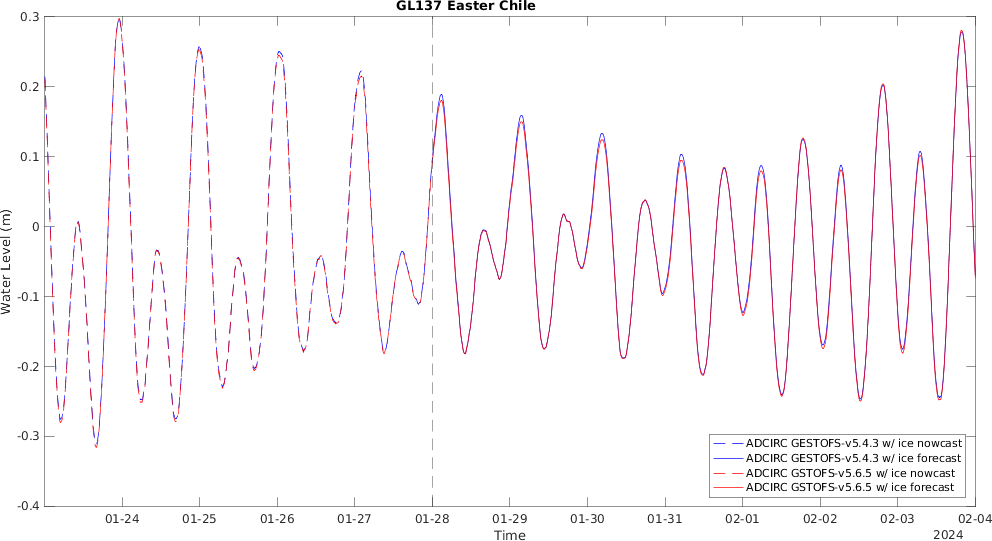 GL137 Easter Chile
Water Level (m)
0.3
0.2
0.1
0
-0.1
-0.2
-0.3
-0.4
ADCIRC GESTOFS-v5.4.3 w/ ice nowcast
ADCIRC GESTOFS-v5.4.3 w/ ice forecast
ADCIRC GSTOFS-v5.6.5 w/ ice nowcast
ADCIRC GSTOFS-v5.6.5 w/ ice forecast
01-24 01-25 01-26 01-27 01-28 01-29 01-30 01-31 02-01 02-02 02-03 02-04
Time
2024